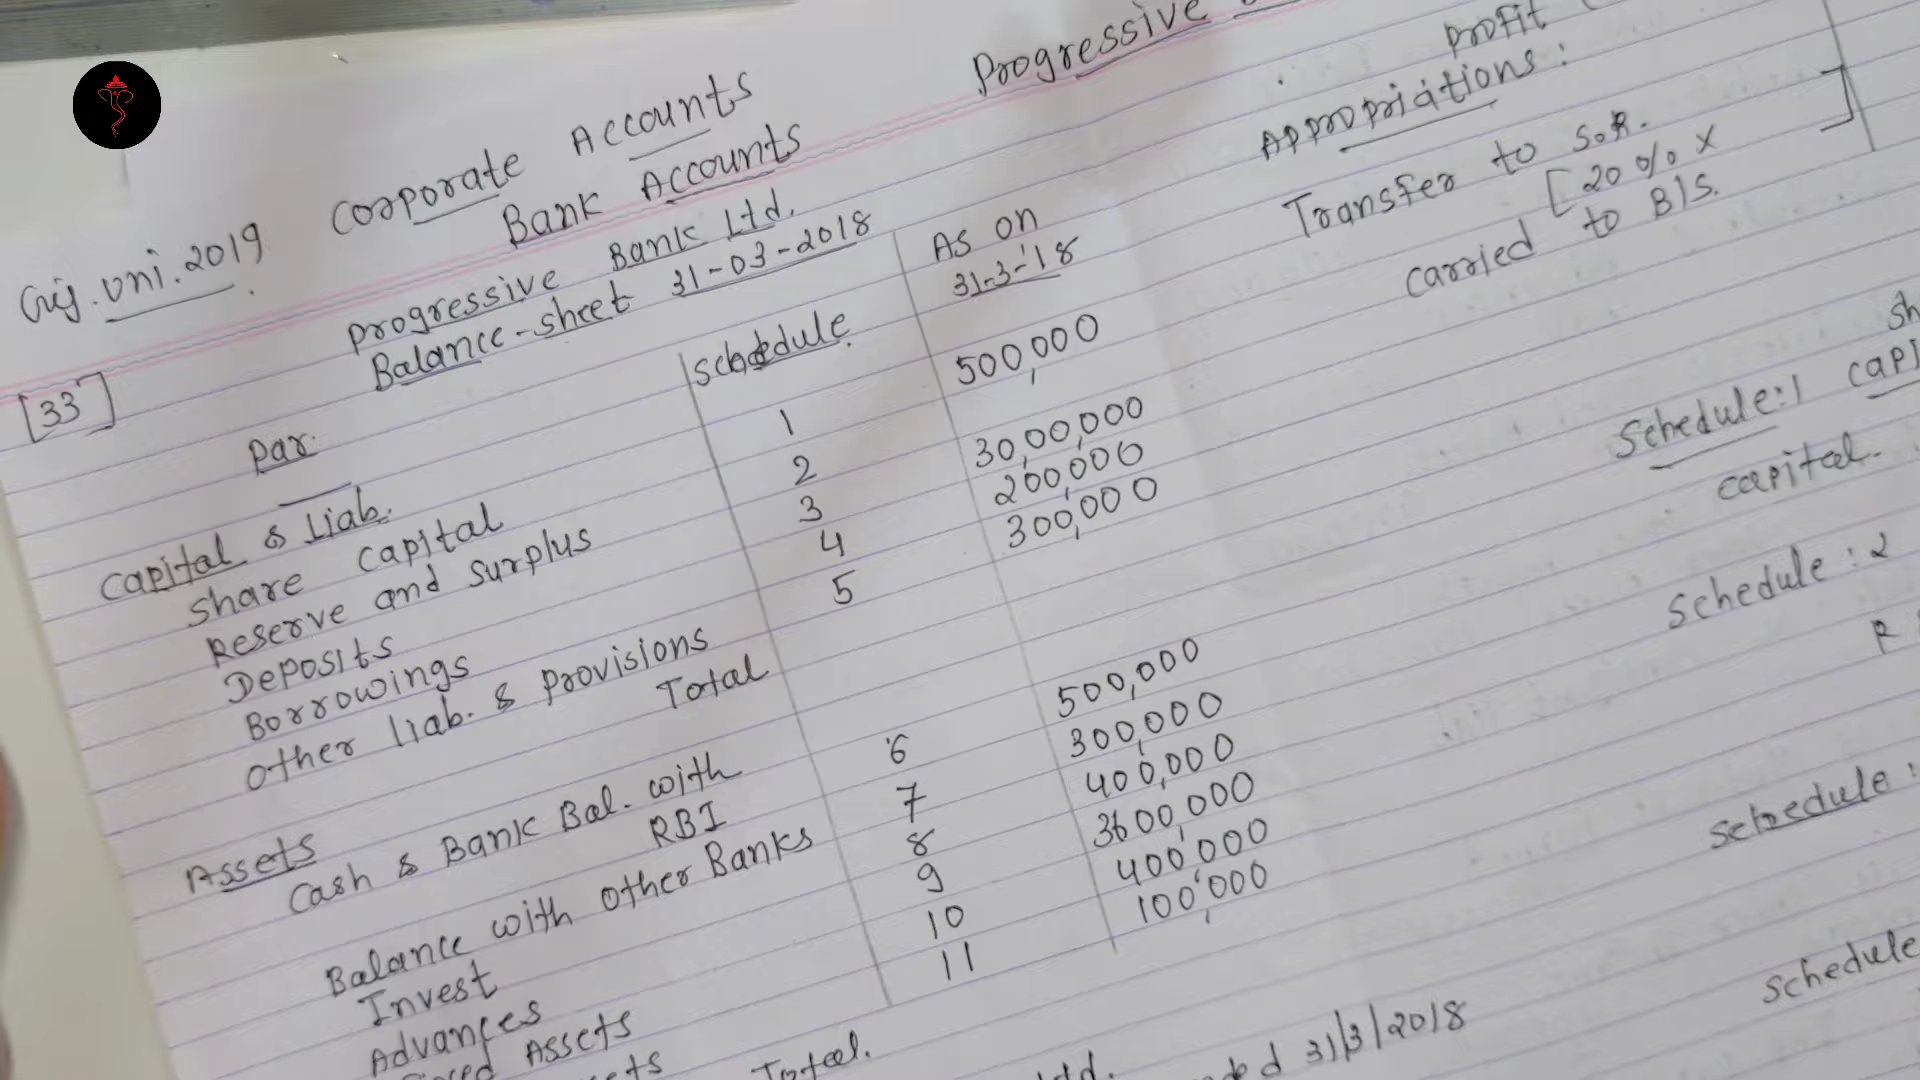 Guj. Uni. 2019
Corporate Accounts
Bank Accounts
[33]
Progressive Bank Ltd.
Balance-sheet 31-03-2018
Par.
Schedule.
As on
31-3-'18
Capital & Liab.
Share capital 1 500,000
Reserve and surplus 2
Deposits 3 30,00,000
Borrowings 4 200,000
Other liab. & provisions 5 300,000
Total
Assets
Cash & Bank Bal. with
RBI 6 500,000
Balance with other Banks 7 300,000
Invest 8 400,000
Advances 9 3600,000
Assets 10 400,000
11 100,000
Total.
31/3/2018
Progressive
Profit
Appropriations:
Transfer to S.R.
[20% x
]
Carried to B/S.
Schedule:1
capital.
Schedule:2
R
Schedule:
Schedule